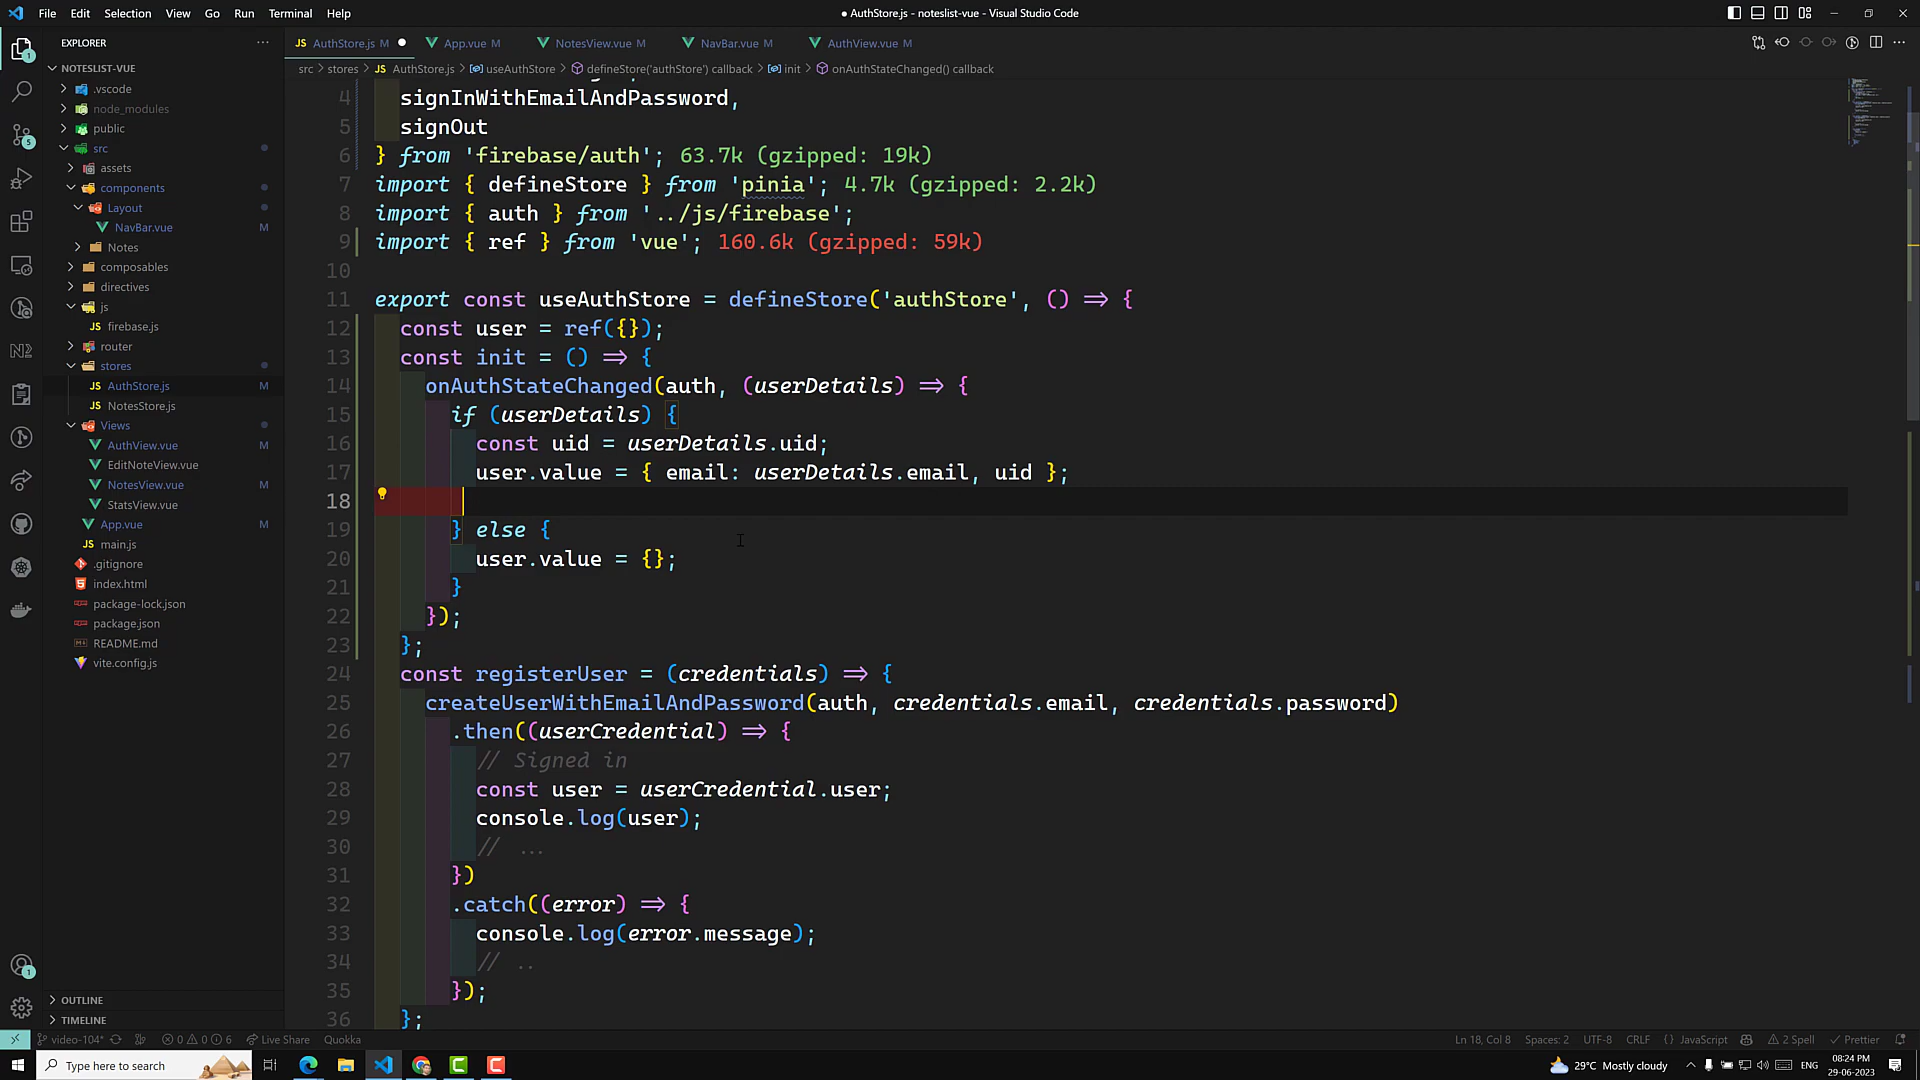 File Edit Selection View Go Run Terminal Help
● AuthStore.js - noteslist-vue - Visual Studio Code
EXPLORER
NOTESLIST-VUE
.vscode
node_modules
public
src
assets
components
Layout
NavBar.vue M
Notes
composables
directives
js
JS firebase.js
router
stores
JS AuthStore.js M
JS NotesStore.js
Views
AuthView.vue M
EditNoteView.vue
NotesView.vue M
StatsView.vue
App.vue M
JS main.js
.gitignore
index.html
package-lock.json
package.json
README.md
vite.config.js
OUTLINE
TIMELINE
JS AuthStore.js M ●
App.vue M
NotesView.vue M
NavBar.vue M
AuthView.vue M
src > stores > JS AuthStore.js > useAuthStore > defineStore('authStore') callback > init > onAuthStateChanged() callback
4 signInWithEmailAndPassword,
5 signOut
6 } from 'firebase/auth'; 63.7k (gzipped: 19k)
7 import { defineStore } from 'pinia'; 4.7k (gzipped: 2.2k)
8 import { auth } from '../js/firebase';
9 import { ref } from 'vue'; 160.6k (gzipped: 59k)
10
11 export const useAuthStore = defineStore('authStore', () => {
12 const user = ref({});
13 const init = () => {
14 onAuthStateChanged(auth, (userDetails) => {
15 if (userDetails) {
16 const uid = userDetails.uid;
17 user.value = { email: userDetails.email, uid };
18
19 } else {
20 user.value = {};
21 }
22 });
23 };
24 const registerUser = (credentials) => {
25 createUserWithEmailAndPassword(auth, credentials.email, credentials.password)
26 .then((userCredential) => {
27 // Signed in
28 const user = userCredential.user;
29 console.log(user);
30 // ...
31 })
32 .catch((error) => {
33 console.log(error.message);
34 // ..
35 });
36 };
video-104* 0 0 6 Live Share Quokka
Ln 18, Col 8 Spaces: 2 UTF-8 CRLF {} JavaScript 2 Spell Prettier
Type here to search
29°C Mostly cloudy ENG
08:24 PM
29-06-2023